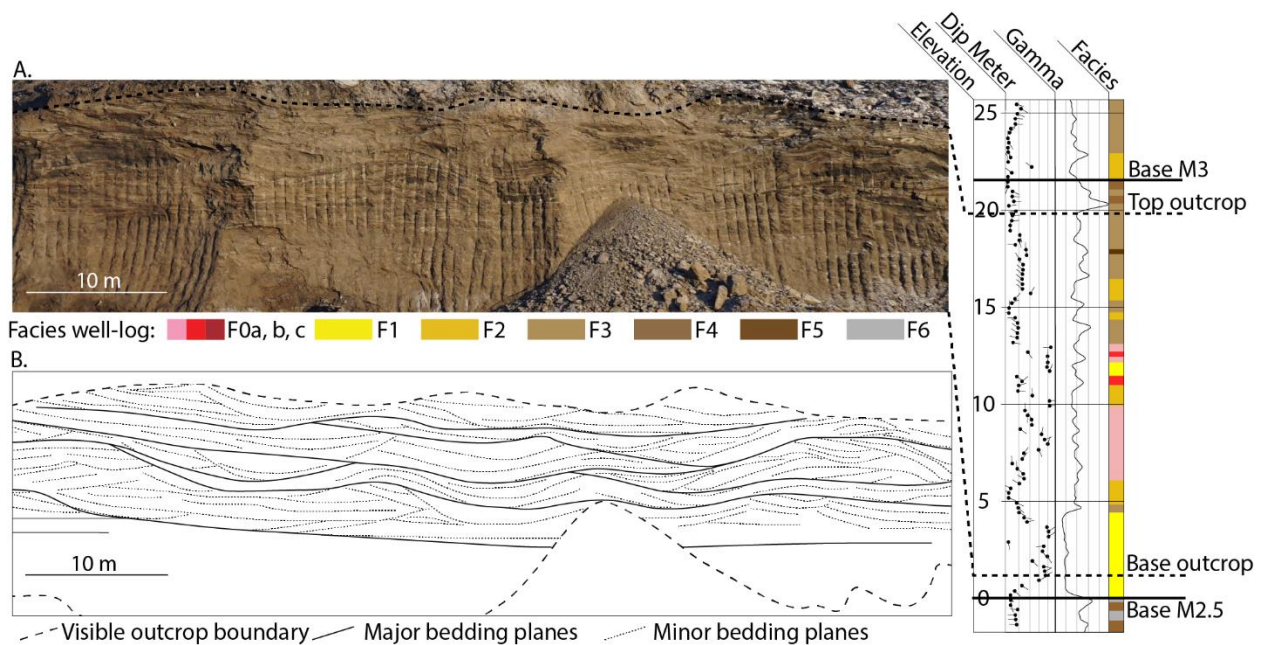 A.
10 m
Facies well-log: F0a, b, c F1 F2 F3 F4 F5 F6
B.
10 m
Visible outcrop boundary Major bedding planes Minor bedding planes
Elevation
Dip Meter
Gamma
Facies
25
Base M3
20
Top outcrop
15
10
5
Base outcrop
0
Base M2.5